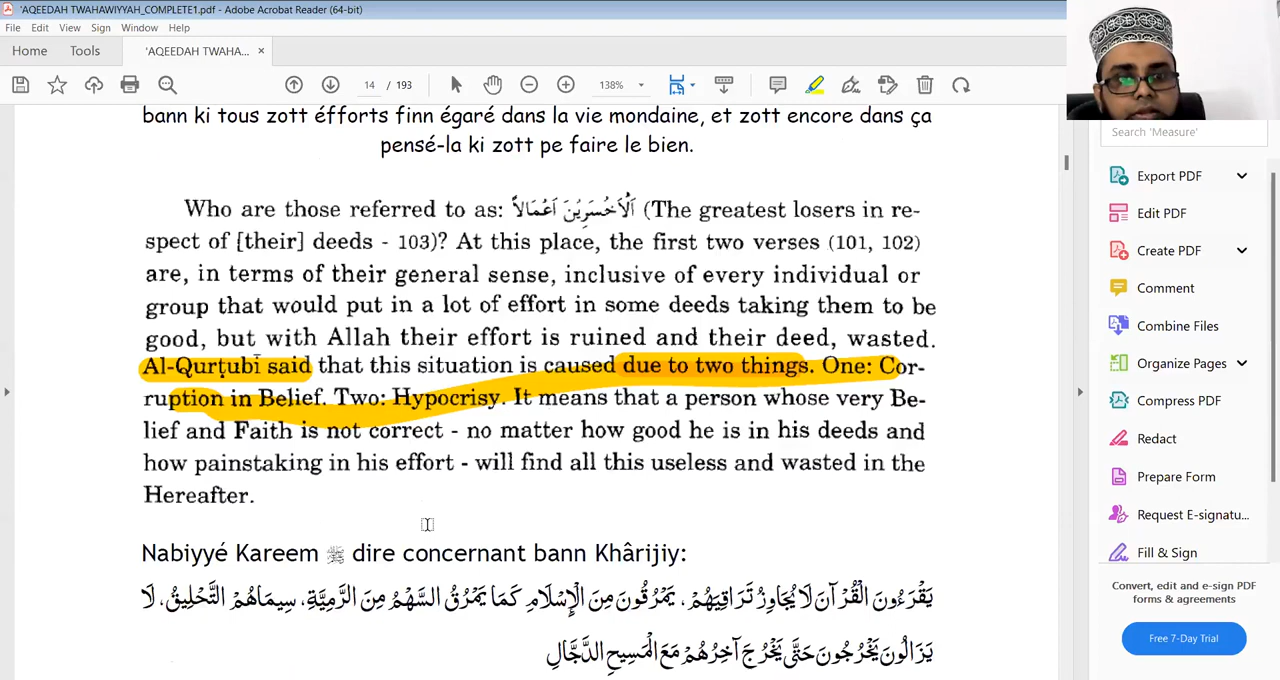 'AQEEDAH TWAHAWIYYAH_COMPLETE1.pdf - Adobe Acrobat Reader (64-bit)
File Edit View Sign Window Help
Home Tools 'AQEEDAH TWAHA... ×
14 / 193 138%
bann ki tous zott éfforts finn égaré dans la vie mondaine, et zott encore dans ça
pensé-la ki zott pe faire le bien.
Who are those referred to as: اَلْاَخْسَرِيْنَ اَعْمَالاً (The greatest losers in re-
spect of [their] deeds - 103)? At this place, the first two verses (101, 102)
are, in terms of their general sense, inclusive of every individual or
group that would put in a lot of effort in some deeds taking them to be
good, but with Allah their effort is ruined and their deed, wasted.
Al-Qurṭubī said that this situation is caused due to two things. One: Cor-
ruption in Belief. Two: Hypocrisy. It means that a person whose very Be-
lief and Faith is not correct - no matter how good he is in his deeds and
how painstaking in his effort - will find all this useless and wasted in the
Hereafter.
Nabiyyé Kareem ﷺ dire concernant bann Khârijiy:
يَقْرَءُونَ الْقُرْآنَ لَا يُجَاوِزُ تَرَاقِيَهُمْ، يَمْرُقُونَ مِنَ الْإِسْلَامِ كَمَا يَمْرُقُ السَّهْمُ مِنَ الرَّمِيَّةِ، سِيمَاهُمْ التَّحْلِيقُ، لَا
يَزَالُونَ يَخْرُجُونَ حَتَّى يَخْرُجَ آخِرُهُمْ مَعَ الْمَسِيحِ الدَّجَّالِ
Search 'Measure'
Export PDF
Edit PDF
Create PDF
Comment
Combine Files
Organize Pages
Compress PDF
Redact
Prepare Form
Request E-signatu...
Fill & Sign
Convert, edit and e-sign PDF
forms & agreements
Free 7-Day Trial